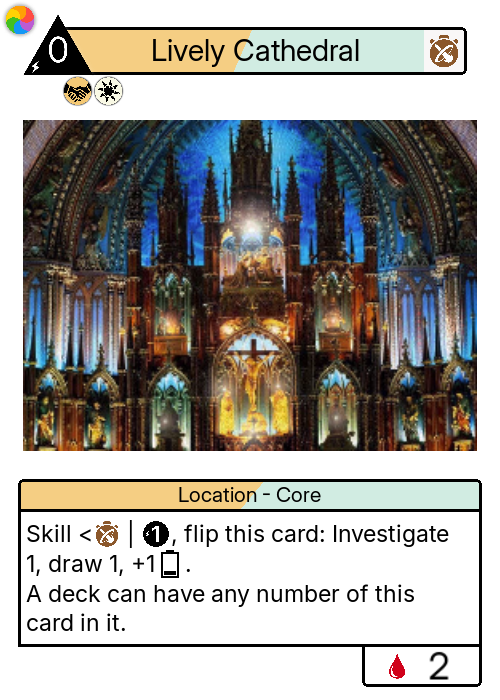 0 Lively Cathedral
Location - Core
Skill < | 1, flip this card: Investigate
1, draw 1, +1 .
A deck can have any number of this
card in it.
2